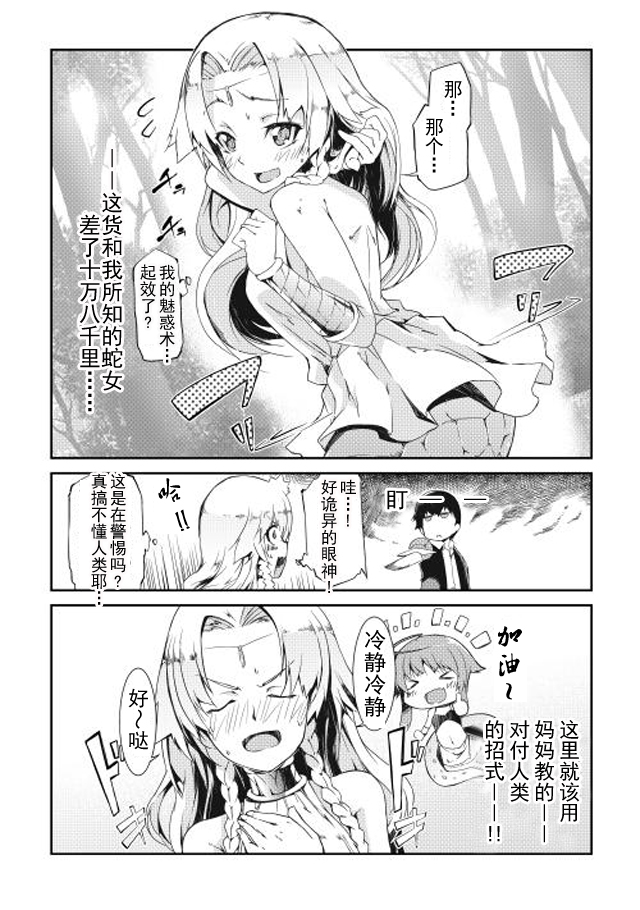 那…
那个…
我的魅惑术…
起效了？
——这货和我所知的蛇女
差了十万八千里……
盯——
哇…！
好诡异的眼神！
哈!!
这是在警惕吗？
真搞不懂人类耶…
加油～
这里就该用
妈妈教的——
对付人类
的招式——!!
冷静冷静
好～哒